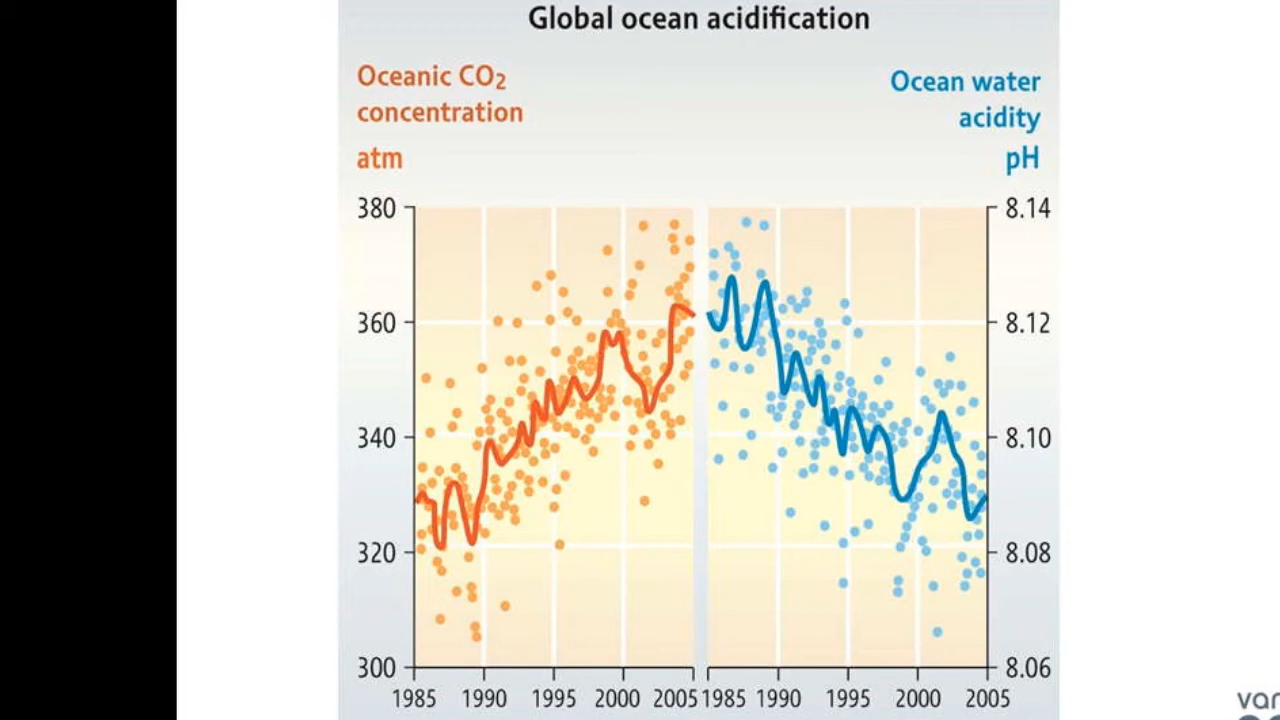 Global ocean acidification
Oceanic CO₂
concentration
atm
Ocean water
acidity
pH
380
360
340
320
300
8.14
8.12
8.10
8.08
8.06
1985 1990 1995 2000 2005
1985 1990 1995 2000 2005
var